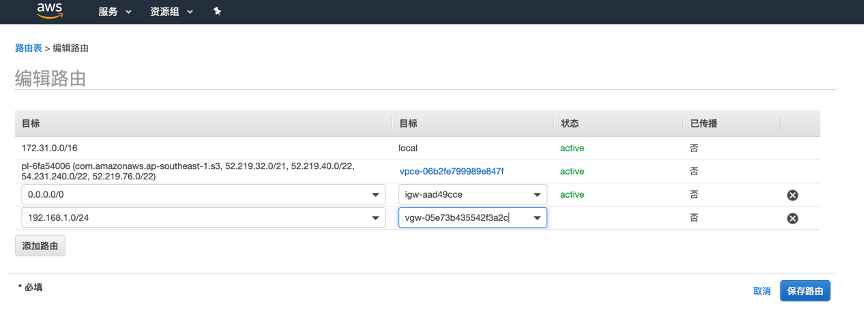 aws
服务 资源组
路由表 > 编辑路由
编辑路由
目标 目标 状态 已传播
172.31.0.0/16 local active 否
pl-6fa54006 (com.amazonaws.ap-southeast-1.s3, 52.219.32.0/21, 52.219.40.0/22,
54.231.240.0/22, 52.219.76.0/22) vpce-06b2fe799989e847f active 否
0.0.0.0/0 igw-aad49cce active 否
192.168.1.0/24 vgw-05e73b435542f3a2c 否
添加路由
* 必填 取消 保存路由